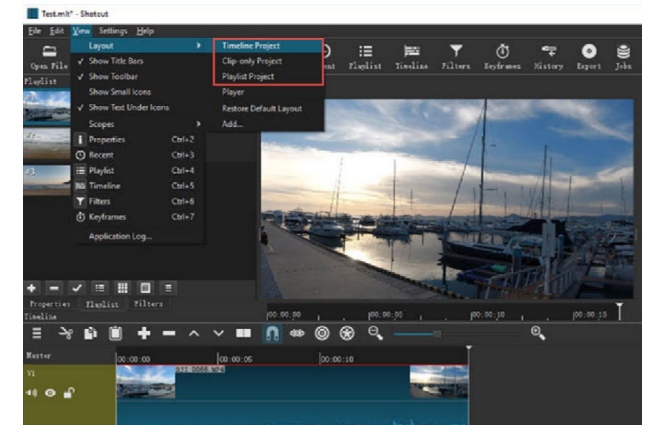 Test.mlt* - Shotcut
File Edit View Settings Help
Open File
Playlist Timeline Filters Keyframes History Export Jobs
Playlist
Layout
Show Title Bars
Show Toolbar
Show Small Icons
Show Text Under Icons
Scopes
Properties Ctrl+2
Recent Ctrl+3
Playlist Ctrl+4
Timeline Ctrl+5
Filters Ctrl+6
Keyframes Ctrl+7
Application Log...
Timeline Project
Clip-only Project
Playlist Project
Player
Restore Default Layout
Add...
#3
Properties Playlist Filters
Timeline
00:00:00 00:00:05 00:00:10 00:00:15
Master
00:00:00 00:00:05 00:00:10
V1
DJI_0068.MP4